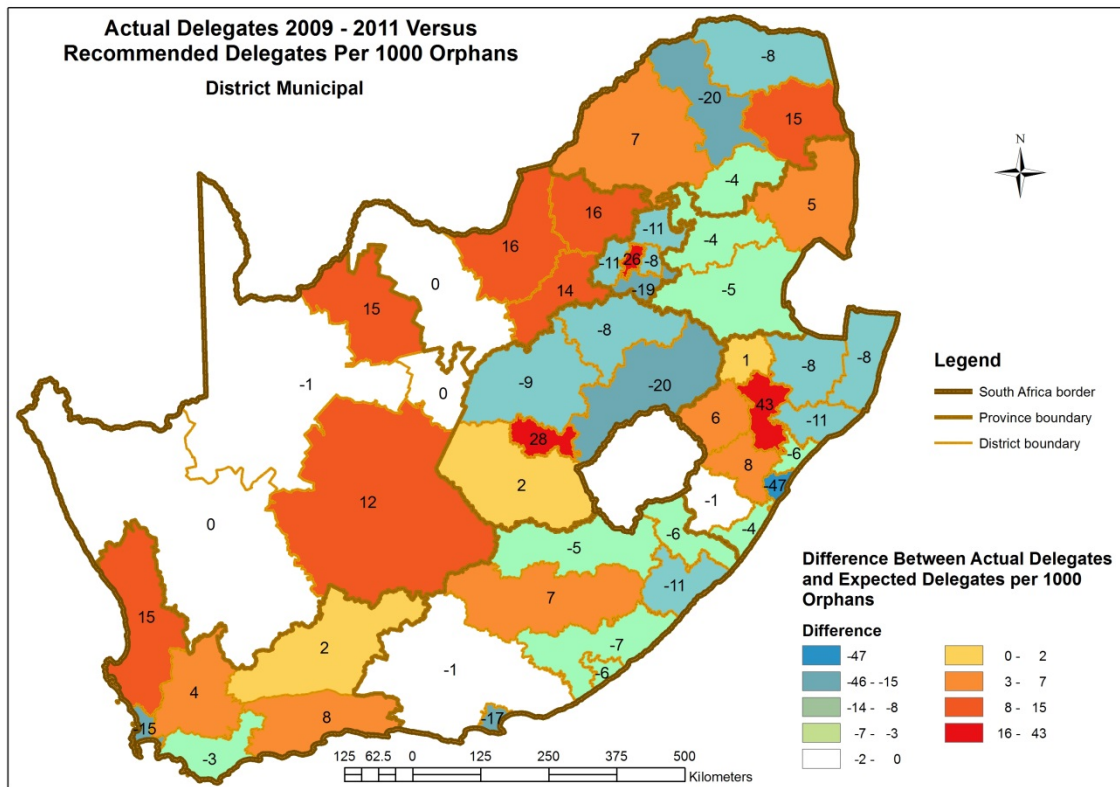 Actual Delegates 2009 - 2011 Versus
Recommended Delegates Per 1000 Orphans
District Municipal
N
-8
-20
15
7
-4
5
16
16
-11
-4
-11
26
-8
-19
-5
0
15
14
-8
-1
0
-9
-20
1
-8
-8
43
6
-11
28
-6
8
-47
2
-1
12
-4
0
-6
-5
-11
7
15
2
-7
-1
-6
4
8
-17
15
-3
Legend
South Africa border
Province boundary
District boundary
Difference Between Actual Delegates
and Expected Delegates per 1000
Orphans
Difference
-47
0 - 2
-46 - -15
3 - 7
-14 - -8
8 - 15
-7 - -3
16 - 43
-2 - 0
125 62.5 0 125 250 375 500
Kilometers